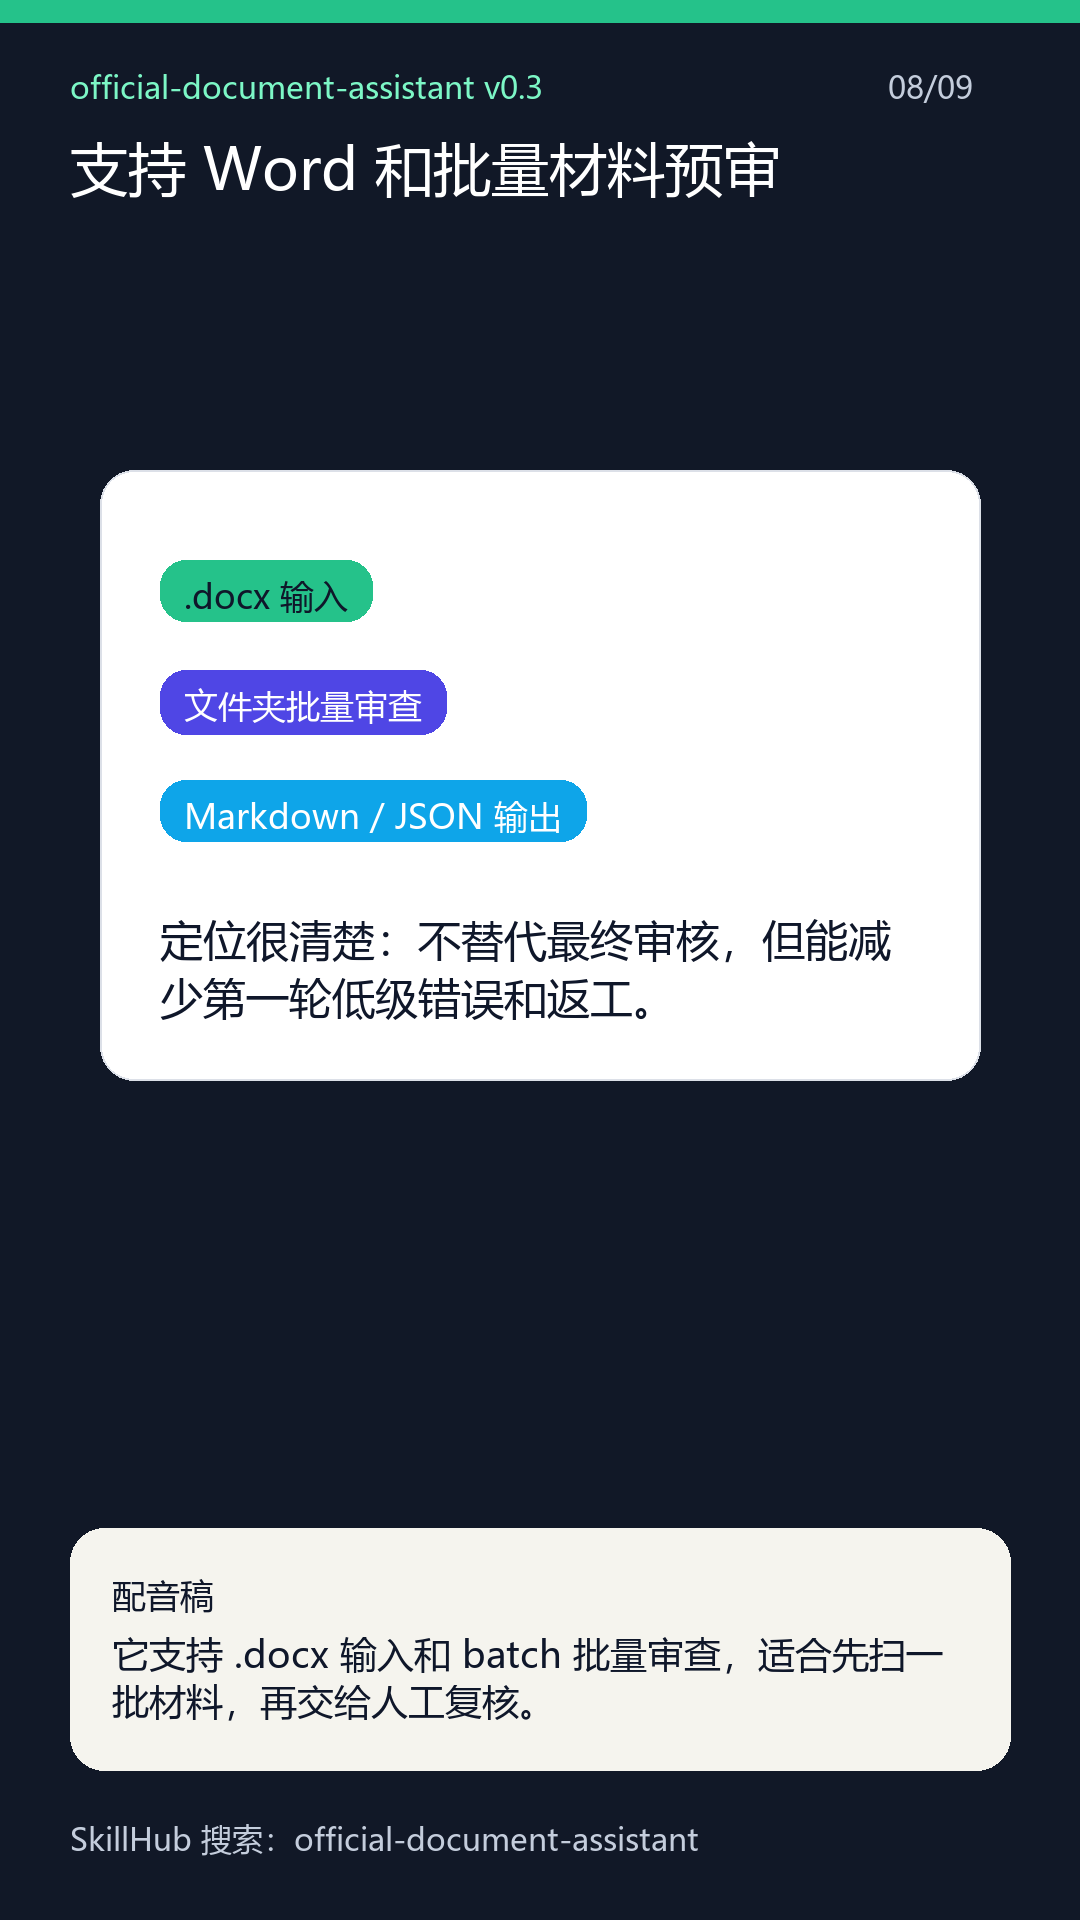 official-document-assistant v0.3
08/09
支持 Word 和批量材料预审
.docx 输入
文件夹批量审查
Markdown / JSON 输出
定位很清楚：不替代最终审核，但能减
少第一轮低级错误和返工。
配音稿
它支持 .docx 输入和 batch 批量审查，适合先扫一
批材料，再交给人工复核。
SkillHub 搜索：official-document-assistant